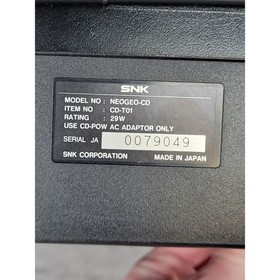 SNK
MODEL NO : NEOGEO-CD
ITEM NO : CD-T01
RATING : 29W
USE CD-POW AC ADAPTOR ONLY
SERIAL JA 0079049
SNK CORPORATION MADE IN JAPAN